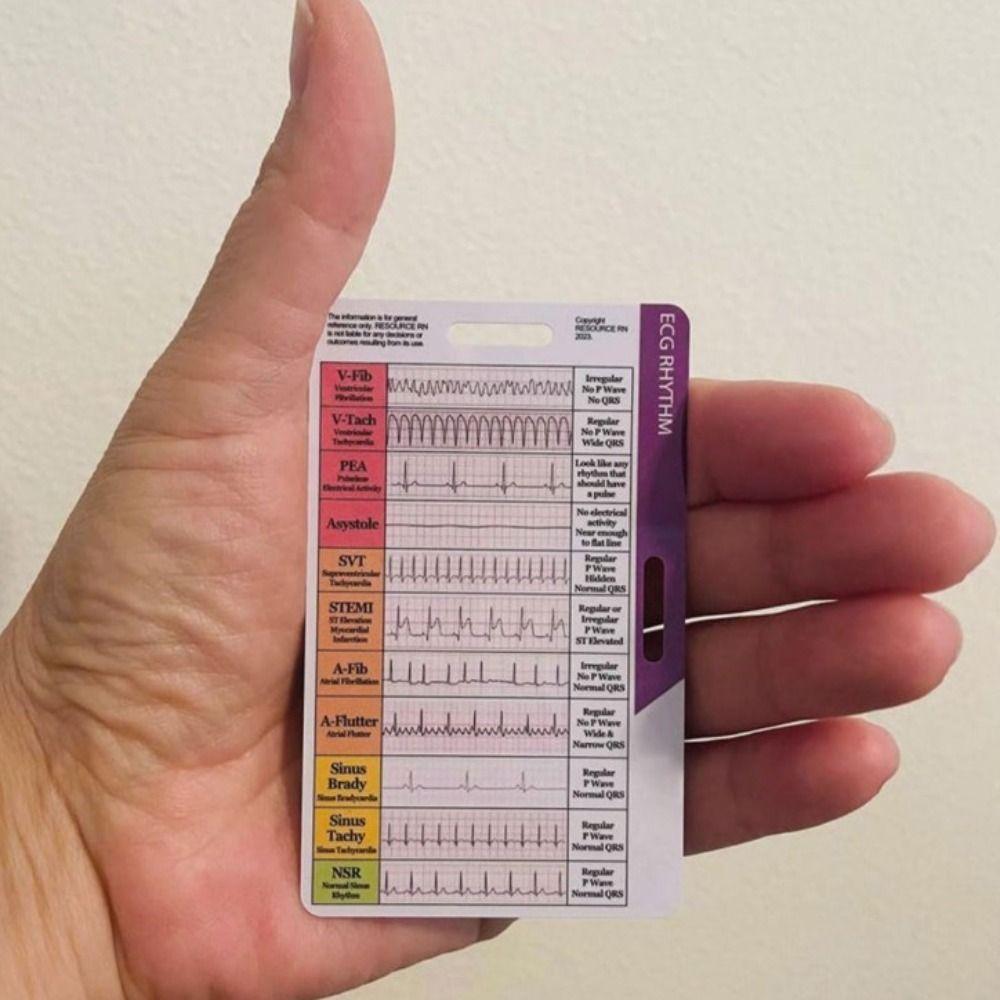 The information is for general
reference only. RESOURCE RN
is not liable for any decisions or
outcomes resulting from its use.
Copyright
RESOURCE RN
2023.
ECG RHYTHM
V-Fib
Ventricular
Fibrillation
Irregular
No P Wave
No QRS
V-Tach
Ventricular
Tachycardia
Regular
No P Wave
Wide QRS
PEA
Pulseless
Electrical Activity
Look like any
rhythm that
should have
a pulse
Asystole
No electrical
activity
Near enough
to flat line
SVT
Supraventricular
Tachycardia
Regular
P Wave
Hidden
Normal QRS
STEMI
ST Elevation
Myocardial
Infarction
Regular or
Irregular
P Wave
ST Elevated
A-Fib
Atrial Fibrillation
Irregular
No P Wave
Normal QRS
A-Flutter
Atrial Flutter
Regular
No P Wave
Wide &
Narrow QRS
Sinus
Brady
Sinus Bradycardia
Regular
P Wave
Normal QRS
Sinus
Tachy
Sinus Tachycardia
Regular
P Wave
Normal QRS
NSR
Normal Sinus
Rhythm
Regular
P Wave
Normal QRS